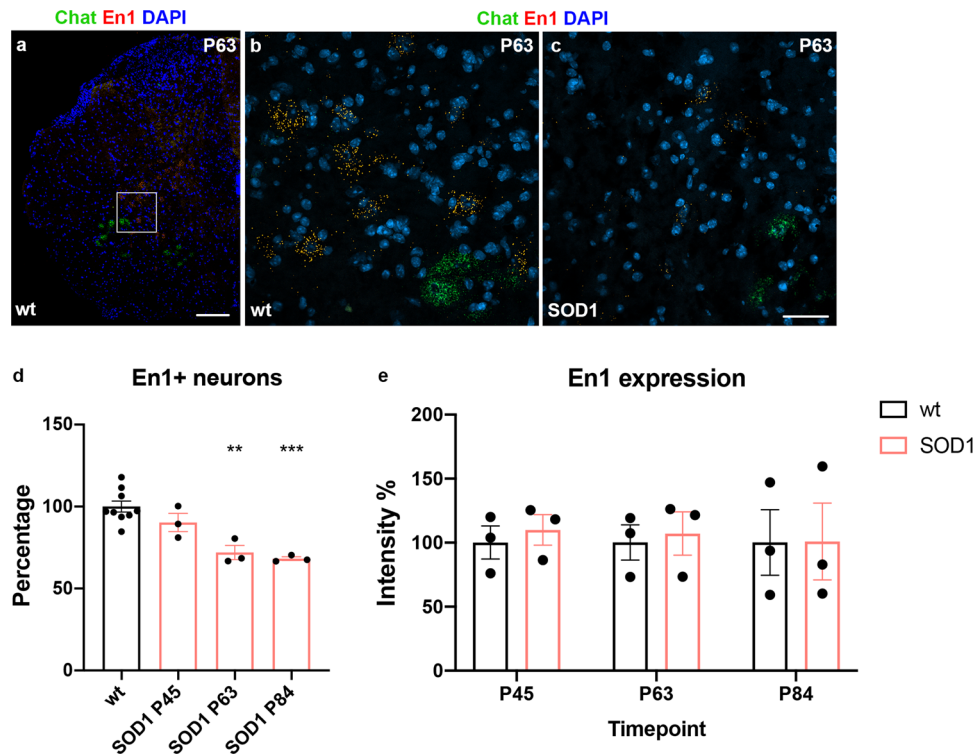 Chat En1 DAPI
Chat En1 DAPI
a
P63
wt
b
P63
wt
c
P63
SOD1
d
En1+ neurons
Percentage
150
100
50
0
**
***
wt
SOD1 P45
SOD1 P63
SOD1 P84
e
En1 expression
Intensity %
200
150
100
50
0
P45
P63
P84
Timepoint
wt
SOD1